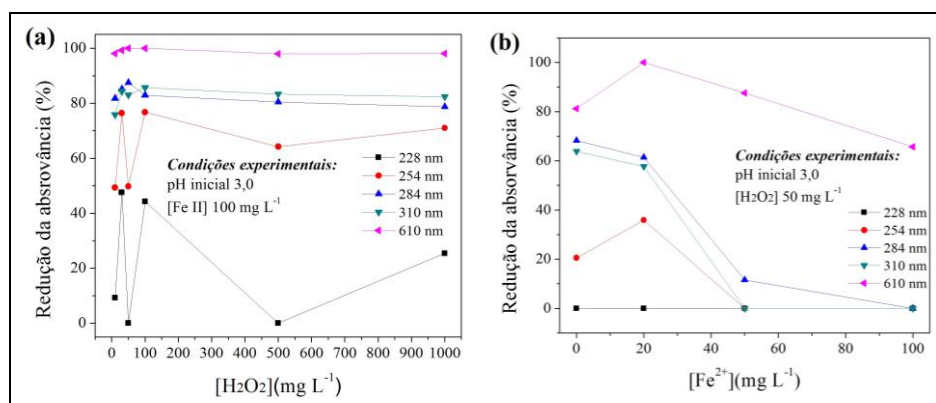 (a)
Redução da absrovância (%)
100
80
60
40
20
0
Condições experimentais:
pH inicial 3,0
[Fe II] 100 mg L⁻¹
228 nm
254 nm
284 nm
310 nm
610 nm
0 100 200 300 400 500 600 700 800 900 1000
[H₂O₂](mg L⁻¹)
(b)
Redução da absorvância (%)
100
80
60
40
20
0
Condições experimentais:
pH inicial 3,0
[H₂O₂] 50 mg L⁻¹
228 nm
254 nm
284 nm
310 nm
610 nm
0 20 40 60 80 100
[Fe²⁺](mg L⁻¹)